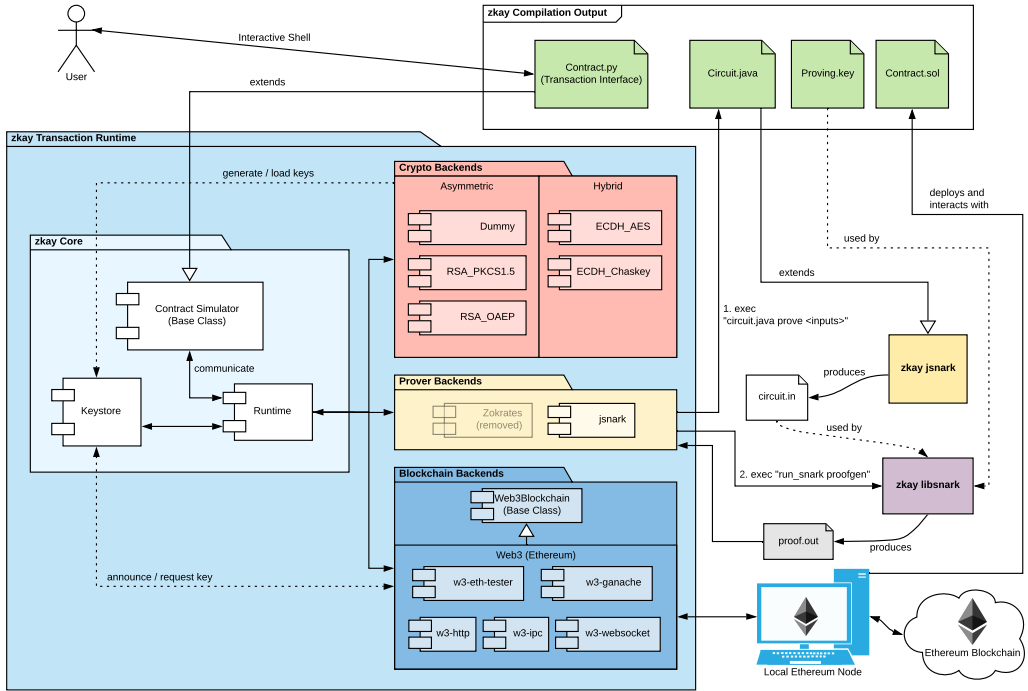 zkay Compilation Output
Interactive Shell
User
Contract.py
(Transaction Interface)
Circuit.java
Proving.key
Contract.sol
extends
zkay Transaction Runtime
generate / load keys
Crypto Backends
Asymmetric
Hybrid
Dummy
ECDH_AES
RSA_PKCS1.5
ECDH_Chaskey
RSA_OAEP
deploys and
interacts with
used by
extends
zkay Core
Contract Simulator
(Base Class)
communicate
Keystore
Runtime
1. exec
"circuit.java prove <inputs>"
zkay jsnark
produces
circuit.in
Prover Backends
Zokrates
(removed)
jsnark
used by
2. exec "run_snark proofgen"
zkay libsnark
Blockchain Backends
Web3Blockchain
(Base Class)
proof.out
produces
Web3 (Ethereum)
announce / request key
w3-eth-tester
w3-ganache
w3-http
w3-ipc
w3-websocket
Local Ethereum Node
Ethereum Blockchain